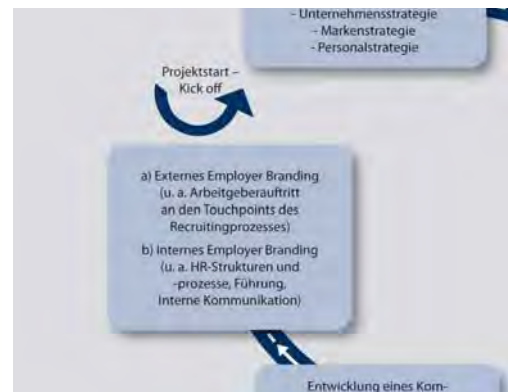 - Unternehmensstrategie
- Markenstrategie
- Personalstrategie
Projektstart –
Kick off
a) Externes Employer Branding
(u. a. Arbeitgeberauftritt
an den Touchpoints des
Recruitingprozesses)
b) Internes Employer Branding
(u. a. HR-Strukturen und
-prozesse, Führung,
Interne Kommunikation)
Entwicklung eines Kom-